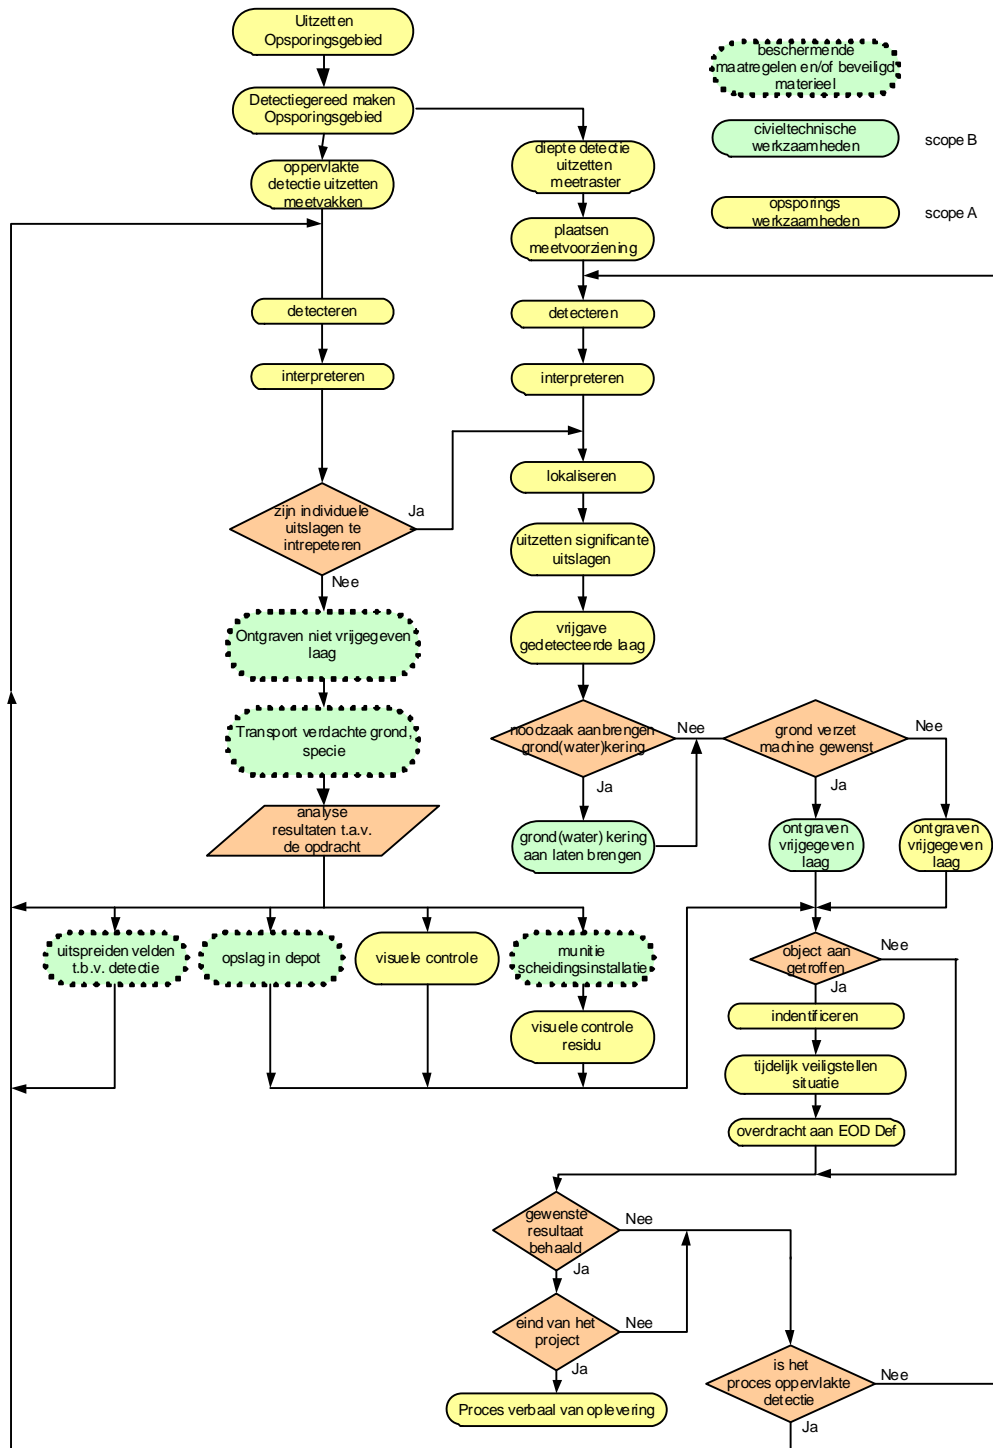 Uitzetten
Opsporingsgebied
Detectiegereed maken
Opsporingsgebied
oppervlakte
detectie uitzetten
meetvakken
diepte detectie
uitzetten
meetraster
plaatsen
meetvoorziening
beschermende
maatregelen en/of beveiligd
materieel
civieltechnische
werkzaamheden
scope B
opsporings
werkzaamheden
scope A
detecteren
interpreteren
detecteren
interpreteren
zijn individuele
uitslagen te
intrepeteren
Ja
Nee
lokaliseren
uitzetten significante
uitslagen
vrijgave
gedetecteerde laag
Ontgraven niet vrijgegeven
laag
Transport verdachte grond,
specie
analyse
resultaten t.a.v.
de opdracht
noodzaak aanbrengen
grond(water)kering
Nee
Ja
grond(water) kering
aan laten brengen
grond verzet
machine gewenst
Nee
Ja
ontgraven
vrijgegeven
laag
ontgraven
vrijgegeven
laag
uitspreiden velden
t.b.v. detectie
opslag in depot
visuele controle
munitie
scheidingsinstallatie
visuele controle
residu
object aan
getroffen
Nee
Ja
indentificeren
tijdelijk veiligstellen
situatie
overdracht aan EOD Def
gewenste
resultaat
behaald
Nee
Ja
eind van het
project
Nee
Ja
Proces verbaal van oplevering
is het
proces oppervlakte
detectie
Nee
Ja